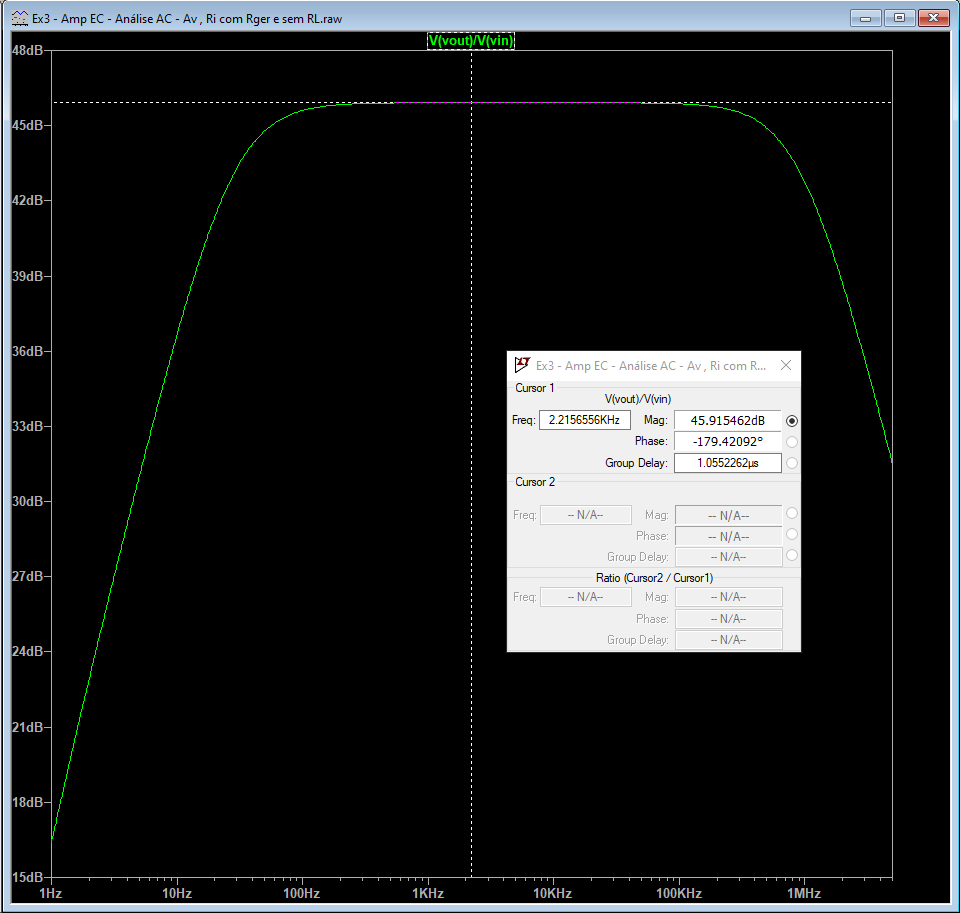 Ex3 - Amp EC - Análise AC - Av , Ri com Rger e sem RL.raw
V(vout)/V(vin)
48dB
45dB
42dB
39dB
36dB
33dB
30dB
27dB
24dB
21dB
18dB
15dB
1Hz 10Hz 100Hz 1KHz 10KHz 100KHz 1MHz
Ex3 - Amp EC - Análise AC - Av , Ri com R...
Cursor 1
V(vout)/V(vin)
Freq: 2.2156556KHz Mag: 45.915462dB
Phase: -179.42092°
Group Delay: 1.0552262µs
Cursor 2
Freq: -- N/A-- Mag: -- N/A--
Phase: -- N/A--
Group Delay: -- N/A--
Ratio (Cursor2 / Cursor1)
Freq: -- N/A-- Mag: -- N/A--
Phase: -- N/A--
Group Delay: -- N/A--